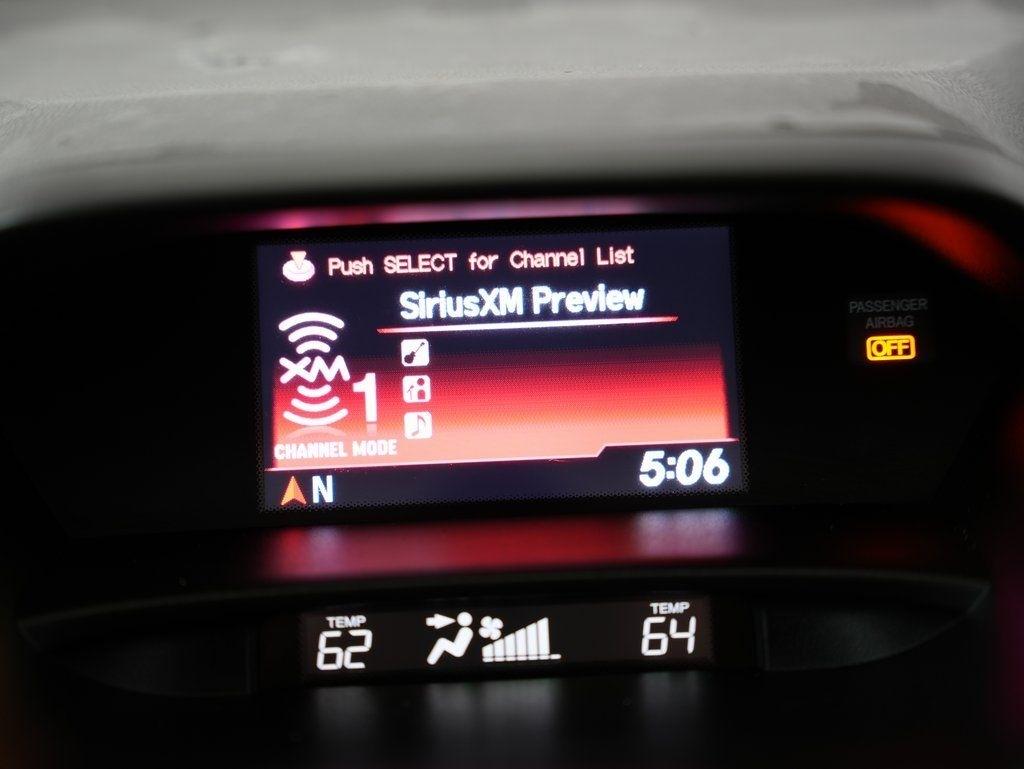 Push SELECT for Channel List
SiriusXM Preview
XM
1
CHANNEL MODE
N
5:06
PASSENGER
AIRBAG
OFF
TEMP
62
TEMP
64